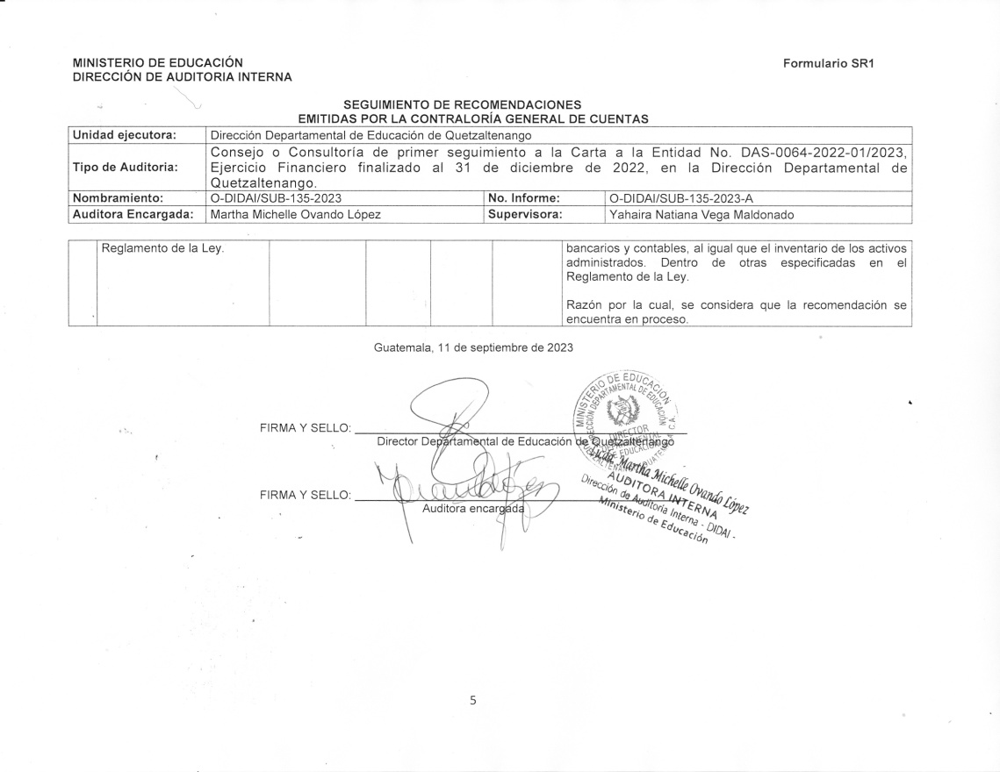 MINISTERIO DE EDUCACIÓN
DIRECCIÓN DE AUDITORIA INTERNA
Formulario SR1
SEGUIMIENTO DE RECOMENDACIONES
EMITIDAS POR LA CONTRALORÍA GENERAL DE CUENTAS
Unidad ejecutora: Dirección Departamental de Educación de Quetzaltenango
Tipo de Auditoria: Consejo o Consultoría de primer seguimiento a la Carta a la Entidad No. DAS-0064-2022-01/2023,
Ejercicio Financiero finalizado al 31 de diciembre de 2022, en la Dirección Departamental de
Quetzaltenango.
Nombramiento: O-DIDAI/SUB-135-2023 No. Informe: O-DIDAI/SUB-135-2023-A
Auditora Encargada: Martha Michelle Ovando López Supervisora: Yahaira Natiana Vega Maldonado
Reglamento de la Ley.
bancarios y contables, al igual que el inventario de los activos
administrados. Dentro de otras especificadas en el
Reglamento de la Ley.
Razón por la cual, se considera que la recomendación se
encuentra en proceso.
Guatemala, 11 de septiembre de 2023
FIRMA Y SELLO:
Director Departamental de Educación de Quetzaltenango
MINISTERIO DE EDUCACIÓN
DIRECCIÓN DEPARTAMENTAL DE EDUCACIÓN
DIRECTOR
DEPARTAMENTAL
DE EDUCACIÓN
FIRMA Y SELLO:
Auditora encargada
Licda. Martha Michelle Ovando López
AUDITORA INTERNA
Dirección de Auditoría Interna - DIDAI -
Ministerio de Educación
5